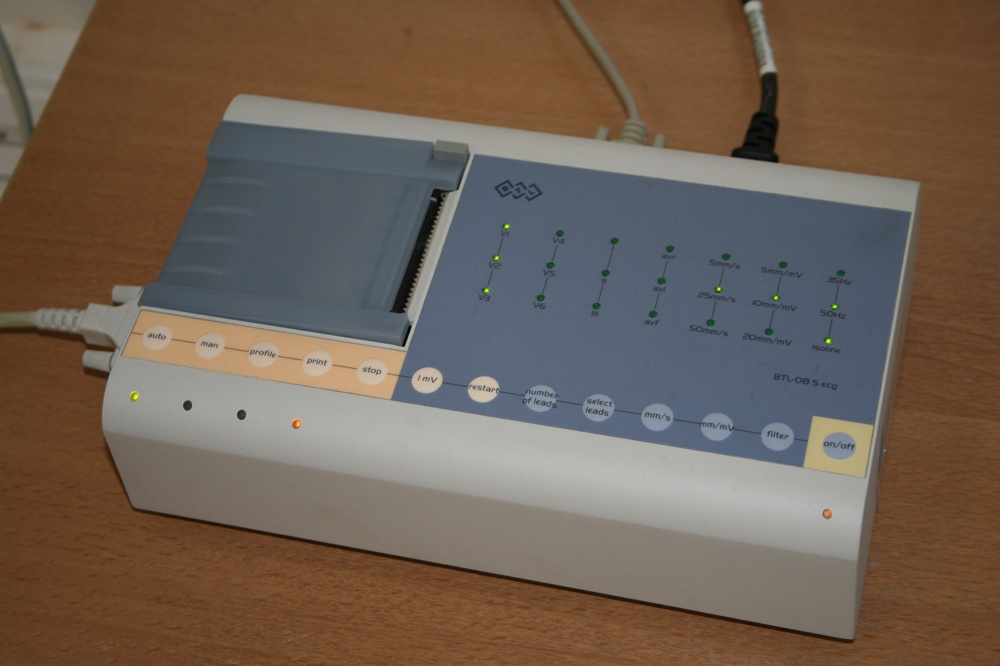 BTL
V1
V2
V3
V4
V5
V6
I
II
III
avr
avl
avf
5mm/s
25mm/s
50mm/s
5mm/mV
10mm/mV
20mm/mV
35Hz
50Hz
isoline
BTL-08 S ecg
auto
man
profile
print
stop
1 mV
restart
number
of leads
select
leads
mm/s
mm/mV
filter
on/off